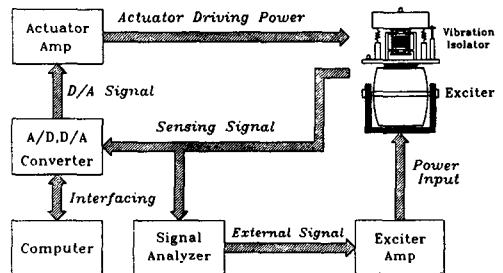 Actuator Driving Power
Actuator
Amp
Vibration
Isolator
D/A Signal
Exciter
Sensing Signal
A/D,D/A
Converter
Power
Input
Interfacing
External Signal
Computer
Signal
Analyzer
Exciter
Amp